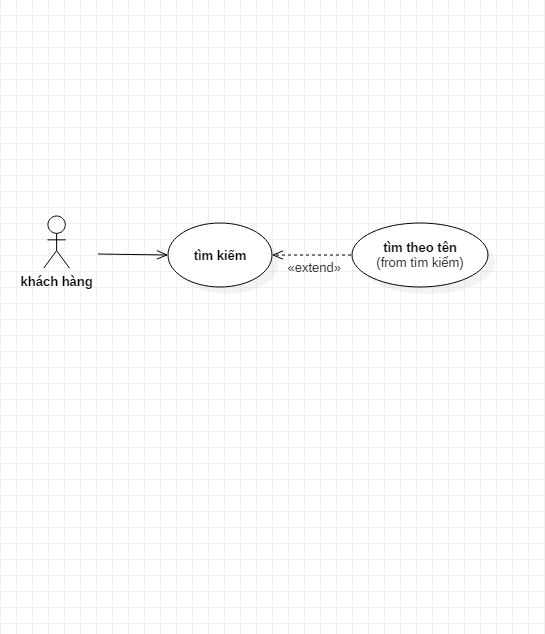 khách hàng
tìm kiếm
«extend»
tìm theo tên
(from tìm kiếm)